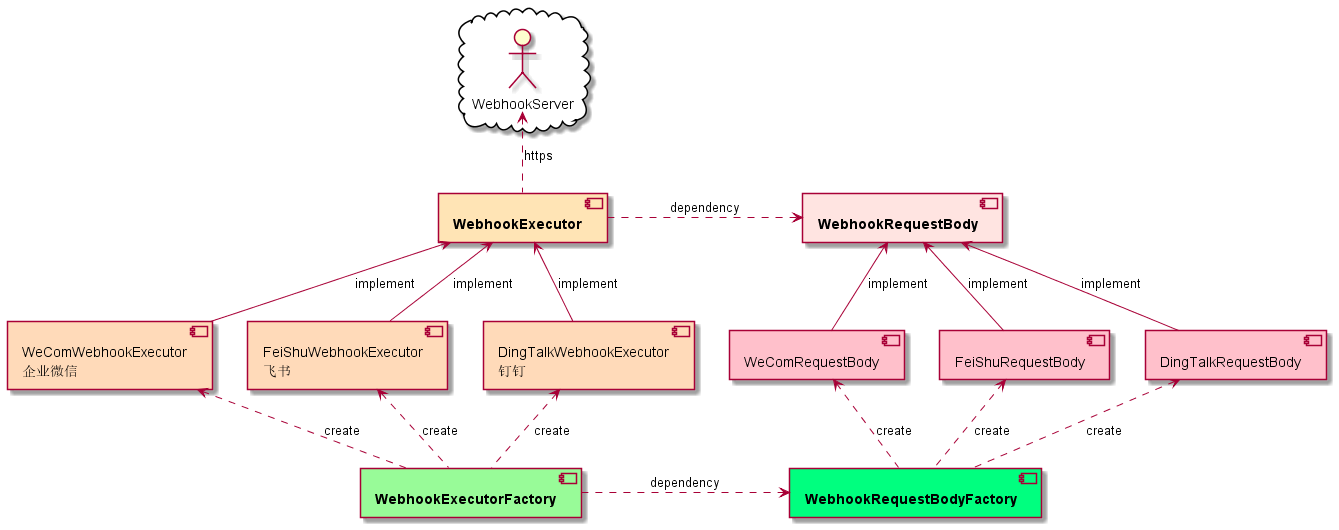 WebhookServer
https
WebhookExecutor
dependency
WebhookRequestBody
implement
implement
implement
implement
implement
implement
WeComWebhookExecutor
企业微信
FeiShuWebhookExecutor
飞书
DingTalkWebhookExecutor
钉钉
WeComRequestBody
FeiShuRequestBody
DingTalkRequestBody
create
create
create
create
create
create
WebhookExecutorFactory
dependency
WebhookRequestBodyFactory